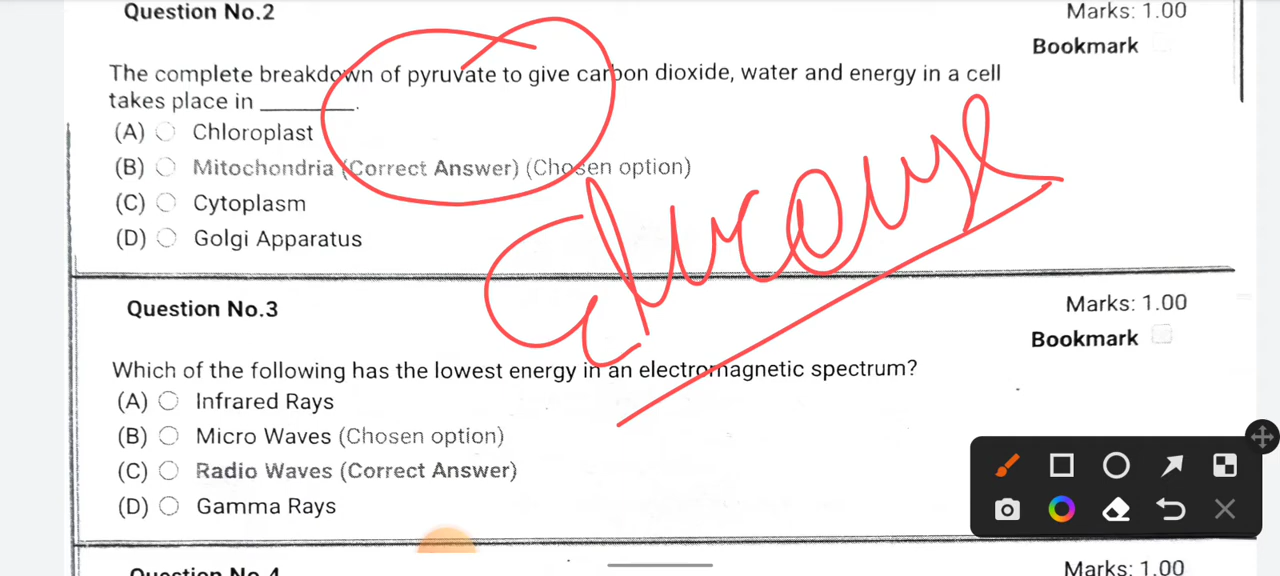 Question No.2 Marks: 1.00
Bookmark
The complete breakdown of pyruvate to give carbon dioxide, water and energy in a cell
takes place in ________.
(A) Chloroplast
(B) Mitochondria (Correct Answer) (Chosen option)
(C) Cytoplasm
(D) Golgi Apparatus
Question No.3 Marks: 1.00
Bookmark
Which of the following has the lowest energy in an electromagnetic spectrum?
(A) Infrared Rays
(B) Micro Waves (Chosen option)
(C) Radio Waves (Correct Answer)
(D) Gamma Rays
Question No.4 Marks: 1.00